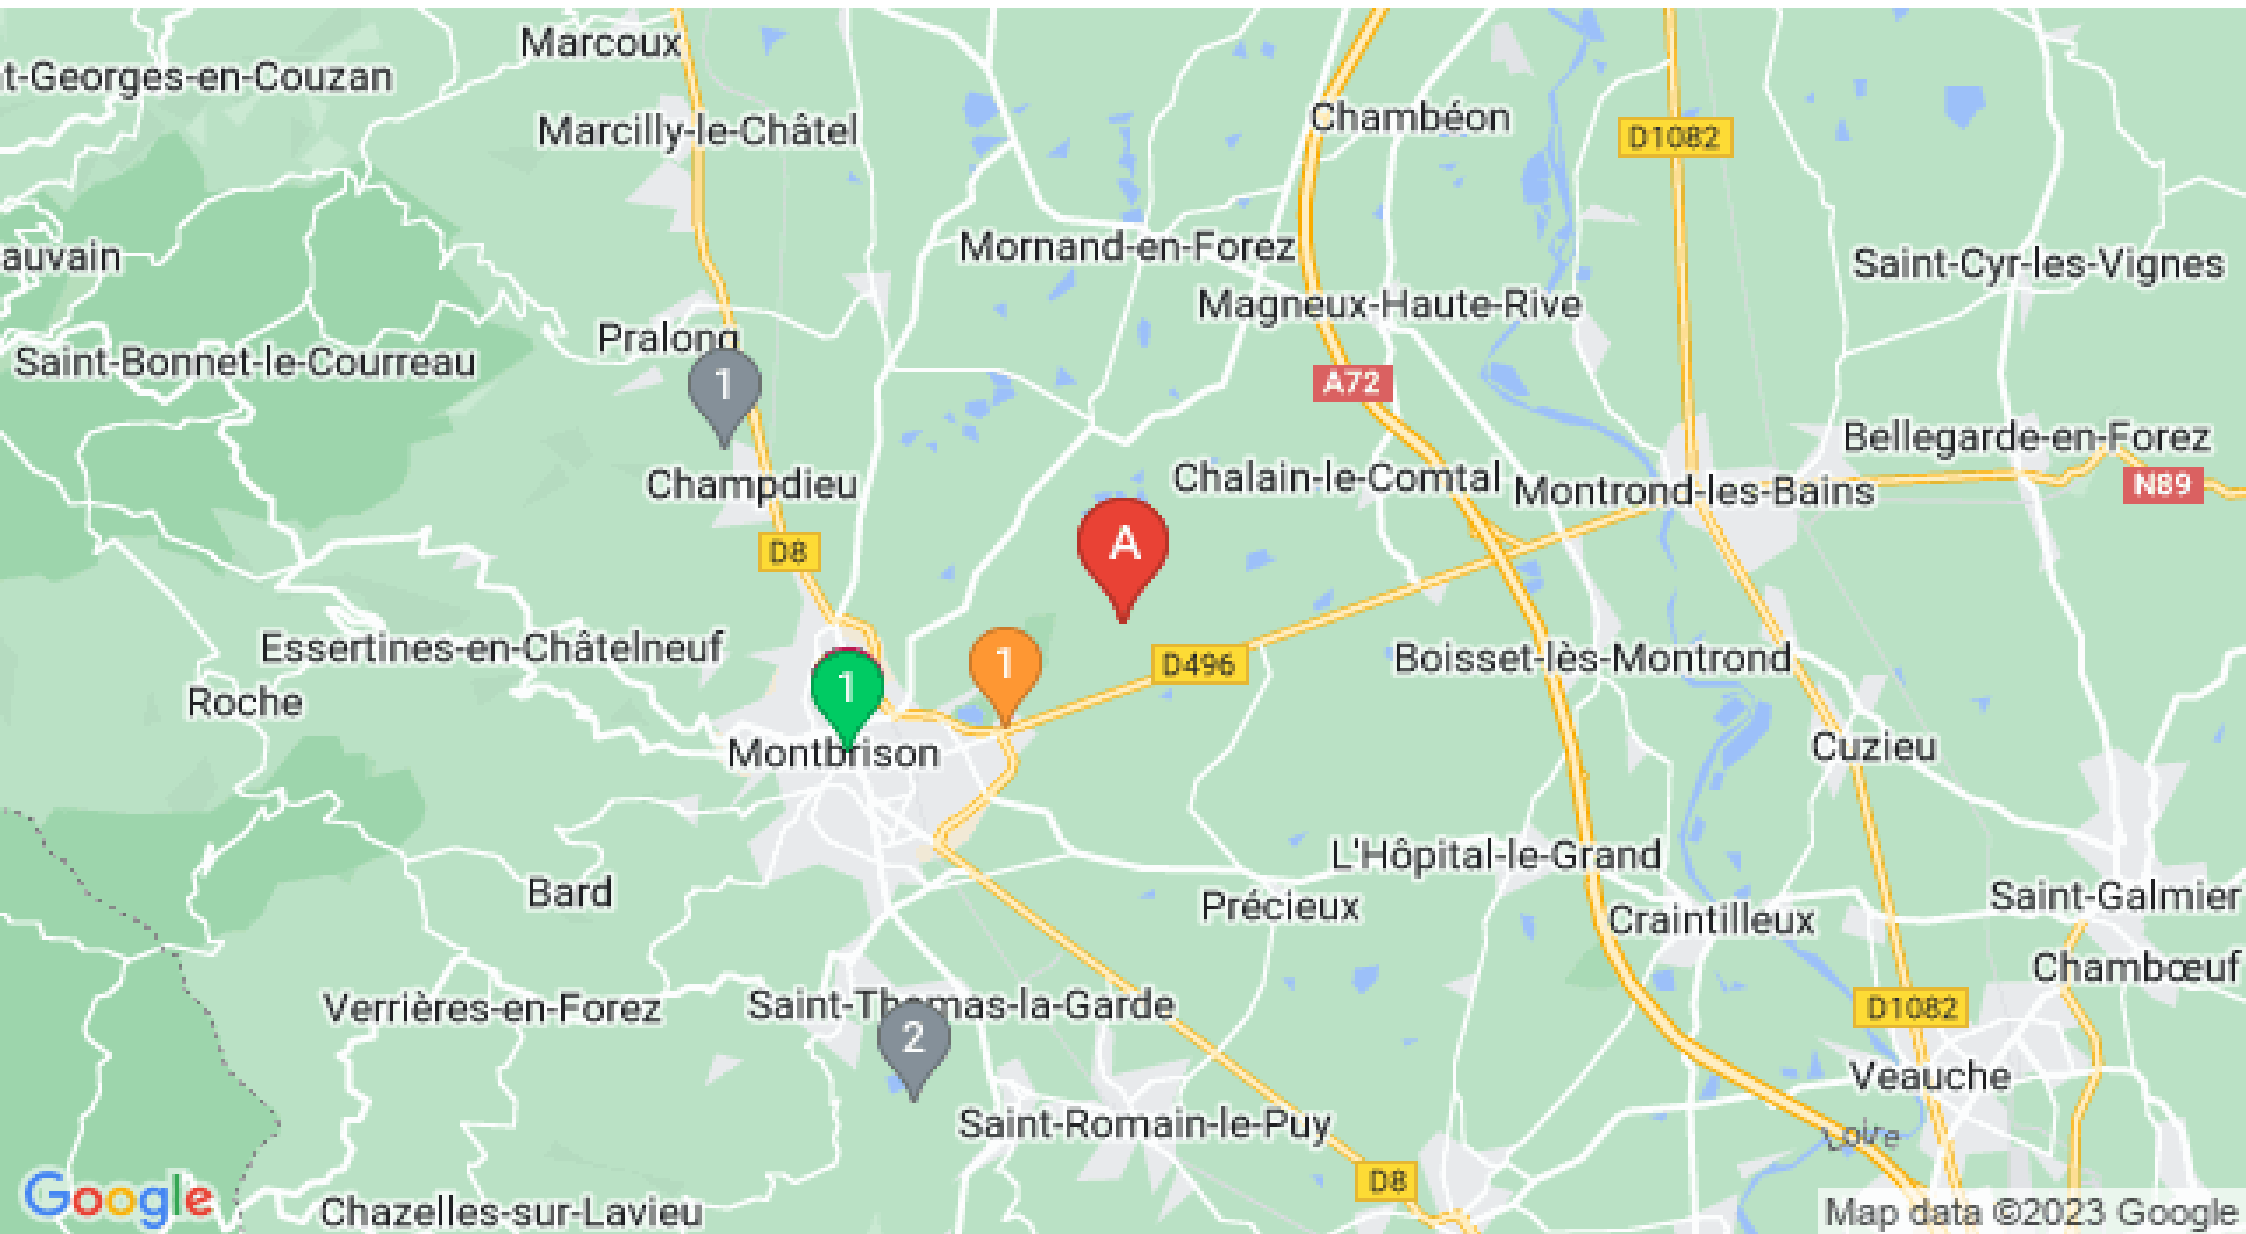 Marcoux
t-Georges-en-Couzan
Marcilly-le-Châtel
Chambéon
D1082
auvain
Mornand-en-Forez
Saint-Cyr-les-Vignes
Magneux-Haute-Rive
Pralong
Saint-Bonnet-le-Courreau
1
A72
Bellegarde-en-Forez
Champdieu
Chalain-le-Comtal
Montrond-les-Bains
N89
D8
A
Essertines-en-Châtelneuf
1
D496
Boisset-lès-Montrond
Roche
1
Montbrison
Cuzieu
L'Hôpital-le-Grand
Bard
Précieux
Craintilleux
Saint-Galmier
Chambœuf
Verrières-en-Forez
Saint-Thomas-la-Garde
D1082
2
Veauche
Saint-Romain-le-Puy
Loire
D8
Google
Chazelles-sur-Lavieu
Map data ©2023 Google